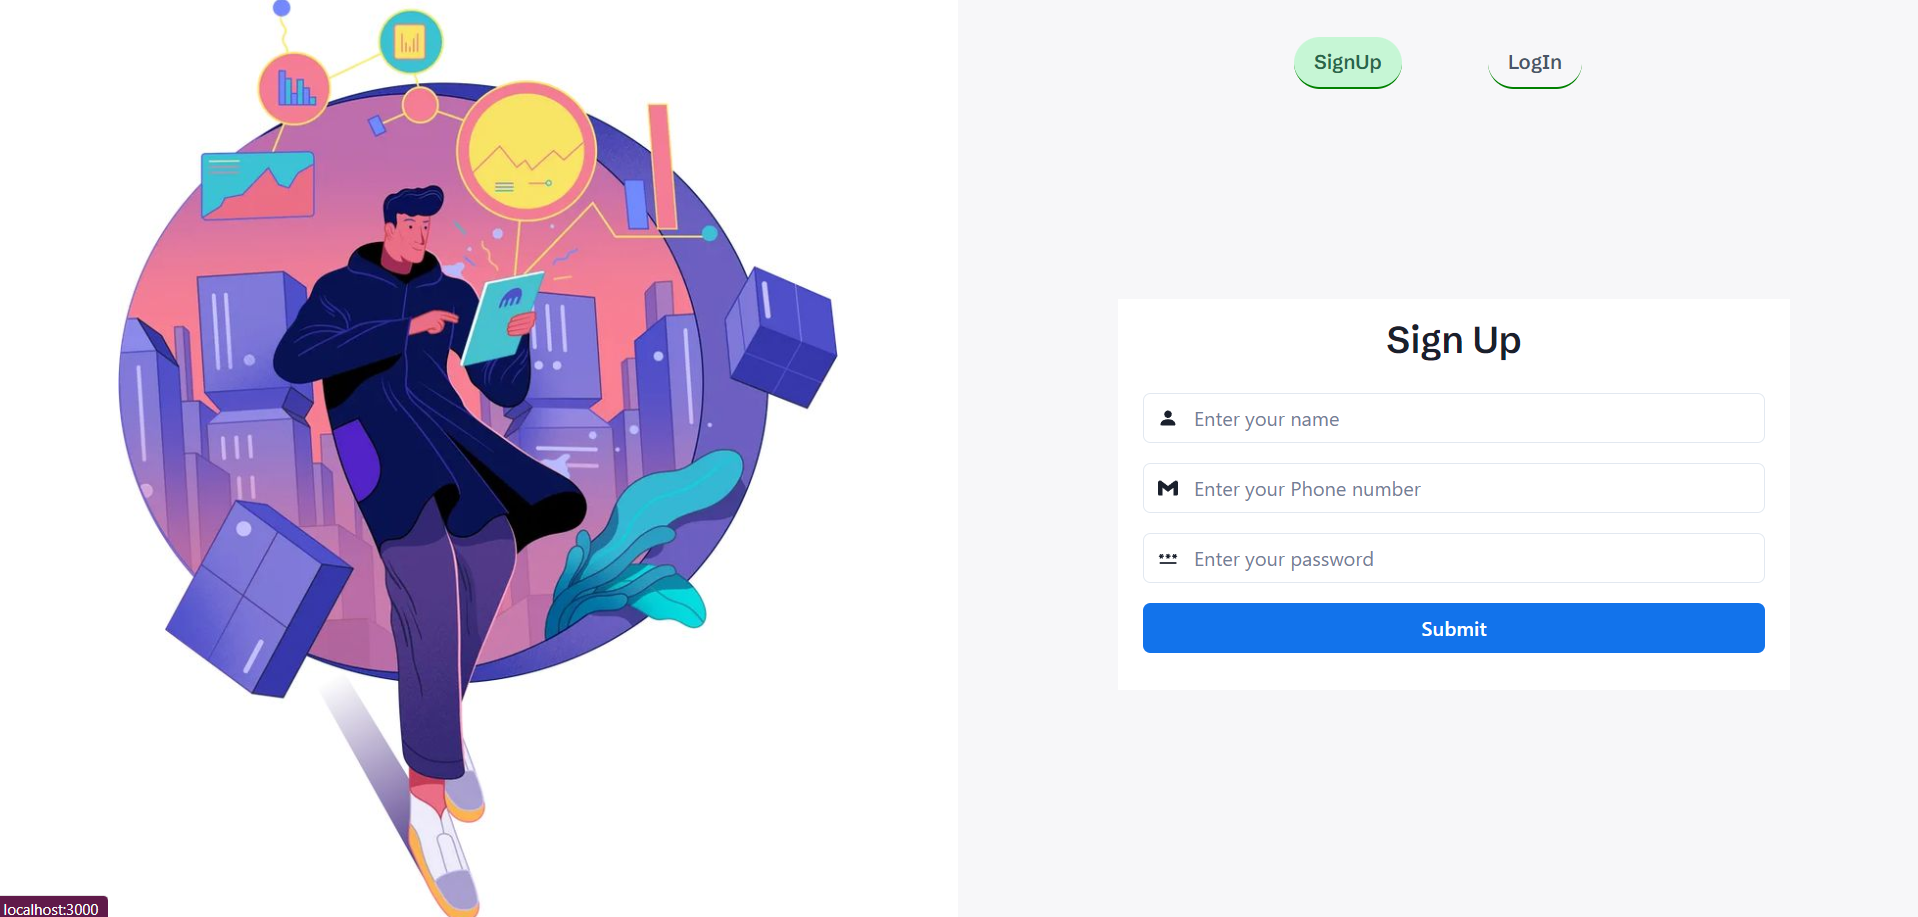 SignUp
LogIn
Sign Up
Enter your name
Enter your Phone number
Enter your password
Submit
localhost:3000